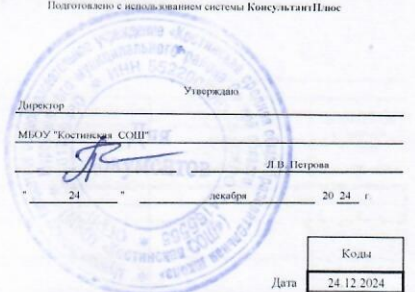 Подготовлено с использованием системы КонсультантПлюс
Утверждаю
Директор
МБОУ "Костинская СОШ"
Л.В. Петрова
" 24 " декабря 20 24 г.
Коды
Дата 24.12.2024